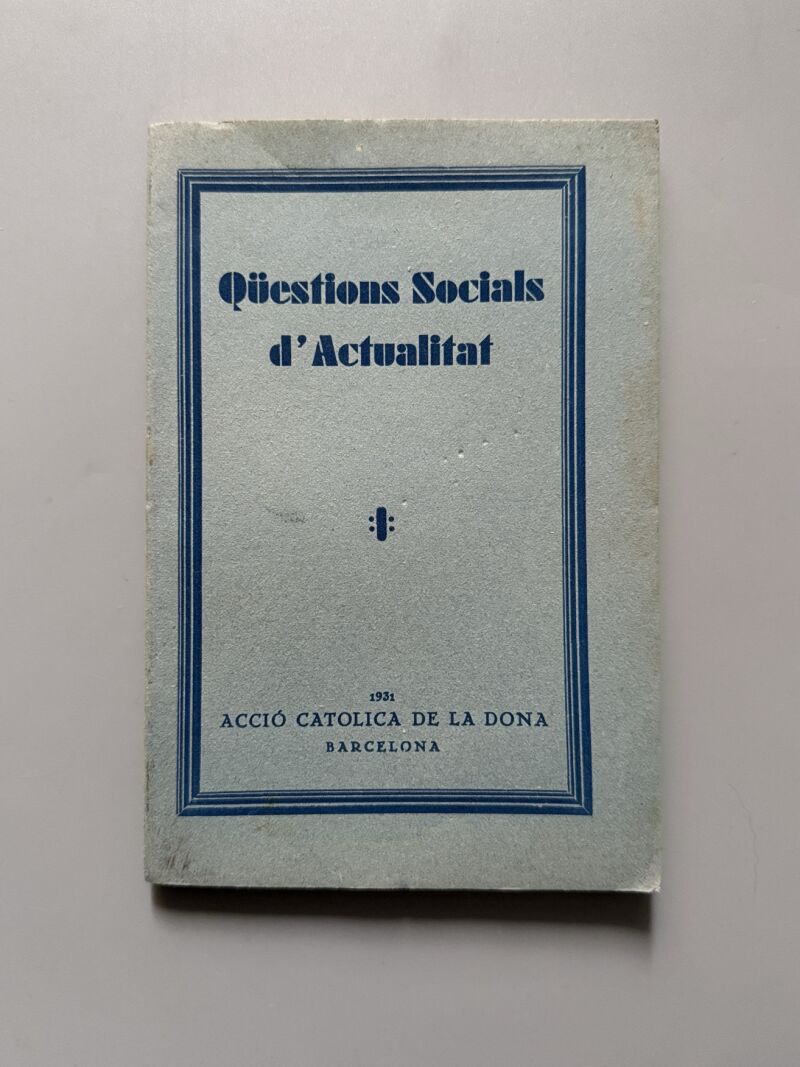 Qüestions Socials
d'Actualitat
1931
ACCIÓ CATOLICA DE LA DONA
BARCELONA